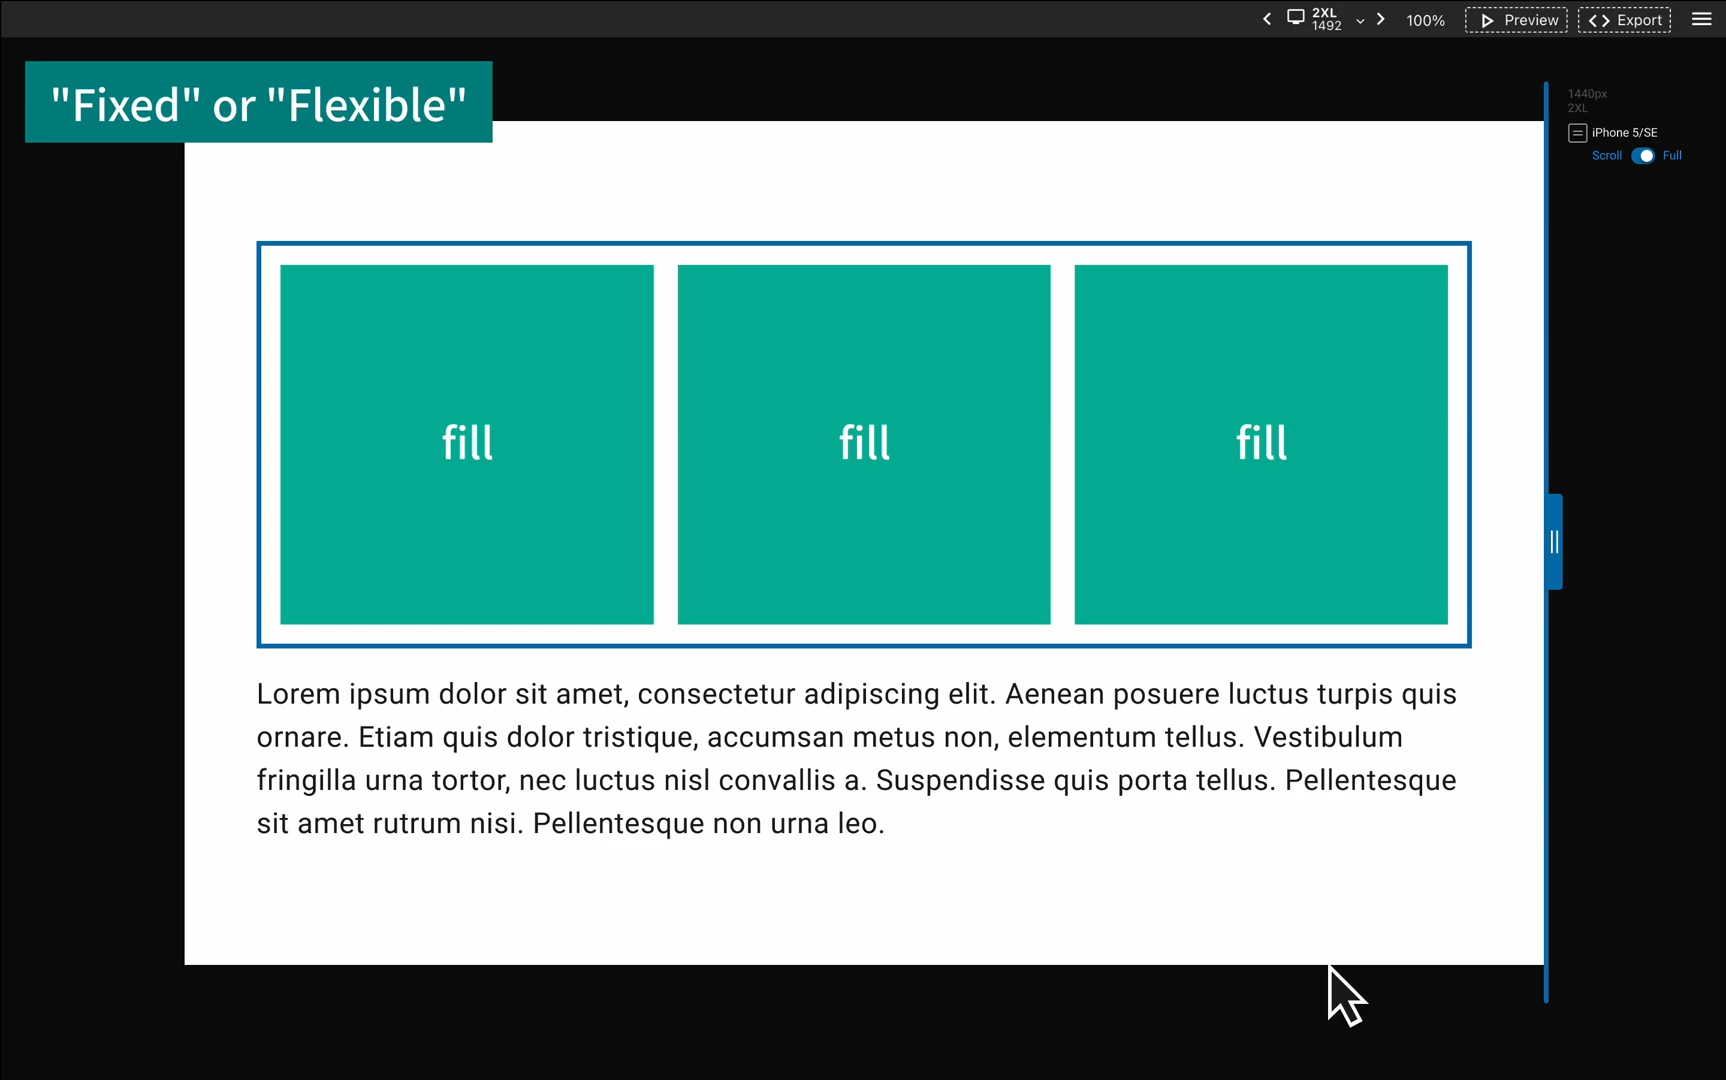 2XL
1492
100%
Preview
Export
"Fixed" or "Flexible"
1440px
2XL
iPhone 5/SE
Scroll
Full
fill
fill
fill
Lorem ipsum dolor sit amet, consectetur adipiscing elit. Aenean posuere luctus turpis quis
ornare. Etiam quis dolor tristique, accumsan metus non, elementum tellus. Vestibulum
fringilla urna tortor, nec luctus nisl convallis a. Suspendisse quis porta tellus. Pellentesque
sit amet rutrum nisi. Pellentesque non urna leo.